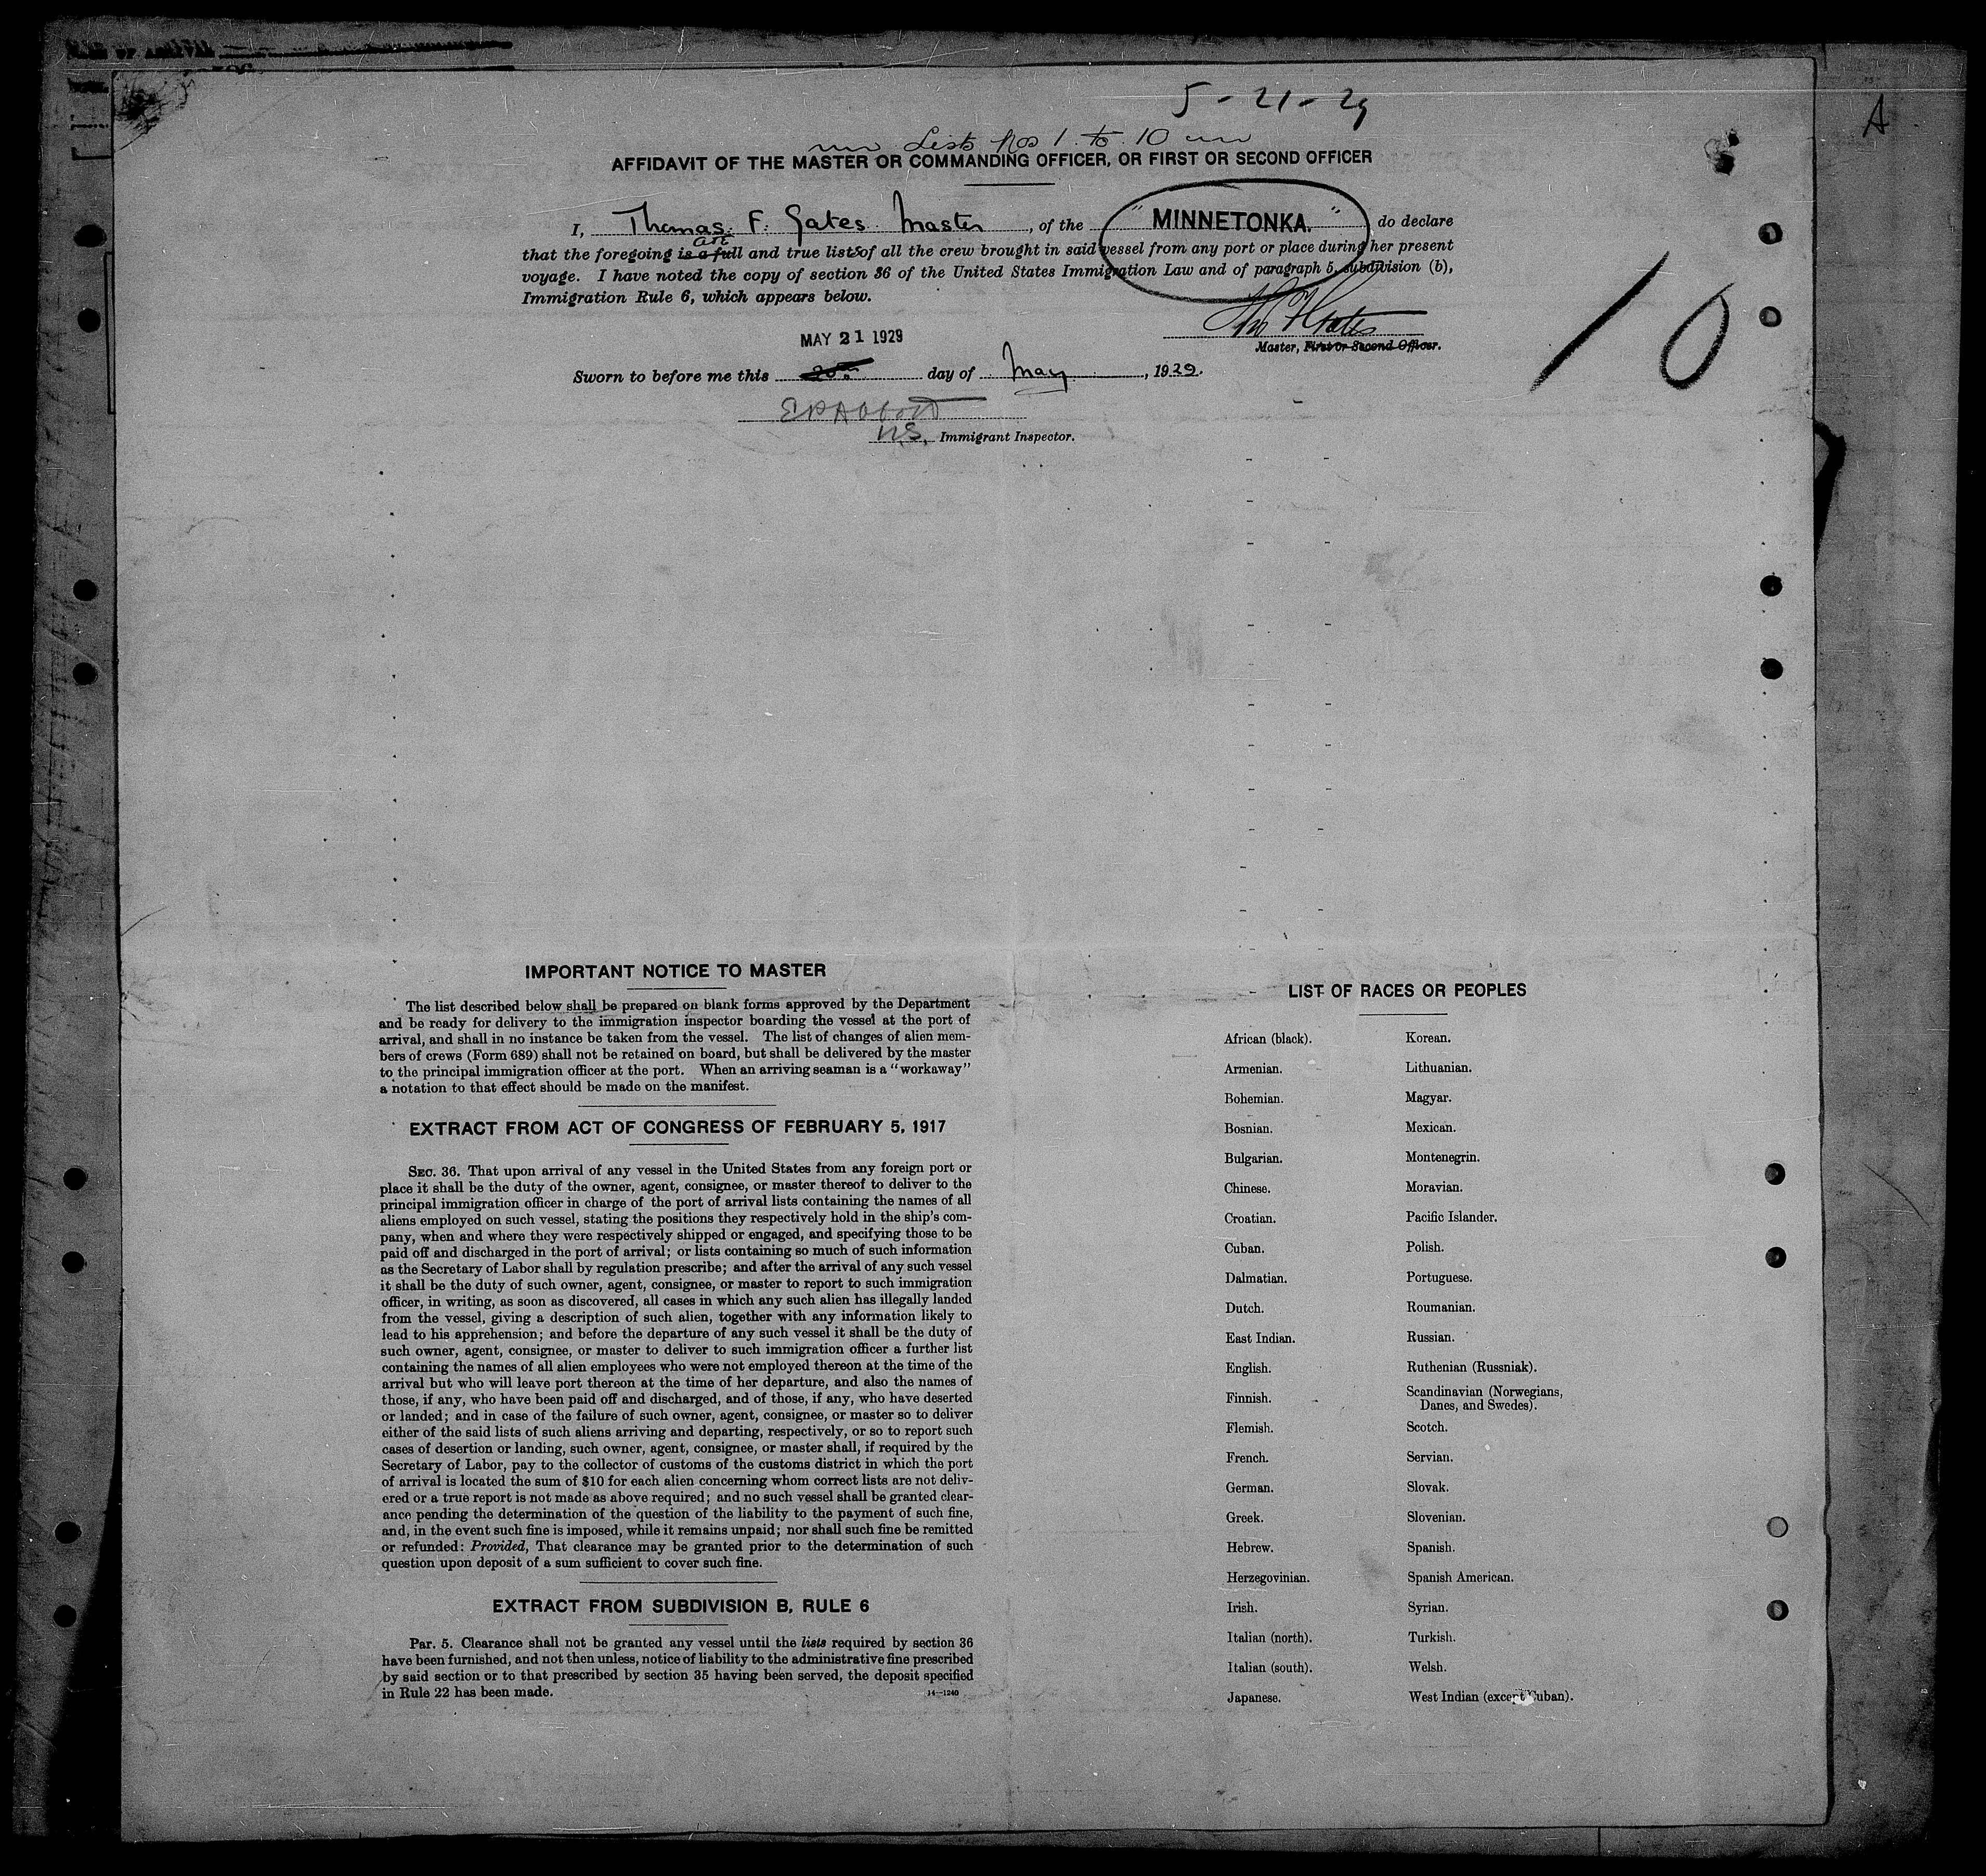 5-21-29
A
Lists Nos 1 to 10
AFFIDAVIT OF THE MASTER OR COMMANDING OFFICER, OR FIRST OR SECOND OFFICER
I, Thomas. F. Gates. Master, of the "MINNETONKA." do declare
are
that the foregoing is a full and true lists of all the crew brought in said vessel from any port or place during her present
voyage. I have noted the copy of section 36 of the United States Immigration Law and of paragraph 5, subdivision (b),
Immigration Rule 6, which appears below.
10
Thos F Gates
MAY 21 1929
Master, First or Second Officer.
Sworn to before me this 20th day of May, 1929.
U.S. Immigrant Inspector.
IMPORTANT NOTICE TO MASTER
The list described below shall be prepared on blank forms approved by the Department
and be ready for delivery to the immigration inspector boarding the vessel at the port of
arrival, and shall in no instance be taken from the vessel. The list of changes of alien mem-
bers of crews (Form 689) shall not be retained on board, but shall be delivered by the master
to the principal immigration officer at the port. When an arriving seaman is a "workaway"
a notation to that effect should be made on the manifest.
EXTRACT FROM ACT OF CONGRESS OF FEBRUARY 5, 1917
SEC. 36. That upon arrival of any vessel in the United States from any foreign port or
place it shall be the duty of the owner, agent, consignee, or master thereof to deliver to the
principal immigration officer in charge of the port of arrival lists containing the names of all
aliens employed on such vessel, stating the positions they respectively hold in the ship's com-
pany, when and where they were respectively shipped or engaged, and specifying those to be
paid off and discharged in the port of arrival; or lists containing so much of such information
as the Secretary of Labor shall by regulation prescribe; and after the arrival of any such vessel
it shall be the duty of such owner, agent, consignee, or master to report to such immigration
officer, in writing, as soon as discovered, all cases in which any such alien has illegally landed
from the vessel, giving a description of such alien, together with any information likely to
lead to his apprehension; and before the departure of any such vessel it shall be the duty of
such owner, agent, consignee, or master to deliver to such immigration officer a further list
containing the names of all alien employees who were not employed thereon at the time of the
arrival but who will leave port thereon at the time of her departure, and also the names of
those, if any, who have been paid off and discharged, and of those, if any, who have deserted
or landed; and in case of the failure of such owner, agent, consignee, or master so to deliver
either of the said lists of such aliens arriving and departing, respectively, or so to report such
cases of desertion or landing, such owner, agent, consignee, or master shall, if required by the
Secretary of Labor, pay to the collector of customs of the customs district in which the port
of arrival is located the sum of $10 for each alien concerning whom correct lists are not deliv-
ered or a true report is not made as above required; and no such vessel shall be granted clear-
ance pending the determination of the question of the liability to the payment of such fine,
and, in the event such fine is imposed, while it remains unpaid; nor shall such fine be remitted
or refunded: Provided, That clearance may be granted prior to the determination of such
question upon deposit of a sum sufficient to cover such fine.
EXTRACT FROM SUBDIVISION B, RULE 6
Par. 5. Clearance shall not be granted any vessel until the lists required by section 36
have been furnished, and not then unless, notice of liability to the administrative fine prescribed
by said section or to that prescribed by section 35 having been served, the deposit specified
in Rule 22 has been made.
14-1240
LIST OF RACES OR PEOPLES
African (black).
Armenian.
Bohemian.
Bosnian.
Bulgarian.
Chinese.
Croatian.
Cuban.
Dalmatian.
Dutch.
East Indian.
English.
Finnish.
Flemish.
French.
German.
Greek.
Hebrew.
Herzegovinian.
Irish.
Italian (north).
Italian (south).
Japanese.
Korean.
Lithuanian.
Magyar.
Mexican.
Montenegrin.
Moravian.
Pacific Islander.
Polish.
Portuguese.
Roumanian.
Russian.
Ruthenian (Russniak).
Scandinavian (Norwegians,
Danes, and Swedes).
Scotch.
Servian.
Slovak.
Slovenian.
Spanish.
Spanish American.
Syrian.
Turkish.
Welsh.
West Indian (except Cuban).